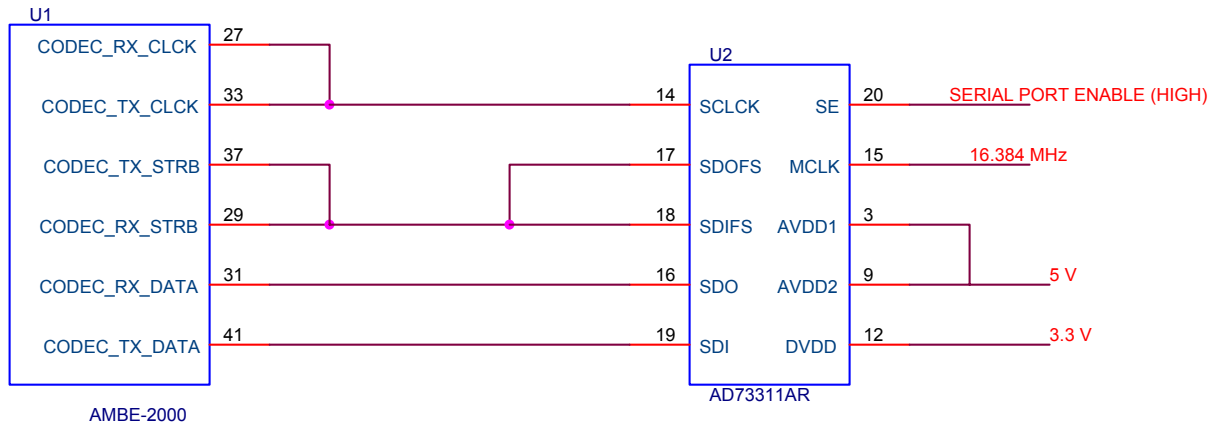 U1
CODEC_RX_CLCK 27
CODEC_TX_CLCK 33
CODEC_TX_STRB 37
CODEC_RX_STRB 29
CODEC_RX_DATA 31
CODEC_TX_DATA 41
AMBE-2000
U2
14 SCLCK SE 20 SERIAL PORT ENABLE (HIGH)
17 SDOFS MCLK 15 16.384 MHz
18 SDIFS AVDD1 3
16 SDO AVDD2 9 5 V
19 SDI DVDD 12 3.3 V
AD73311AR